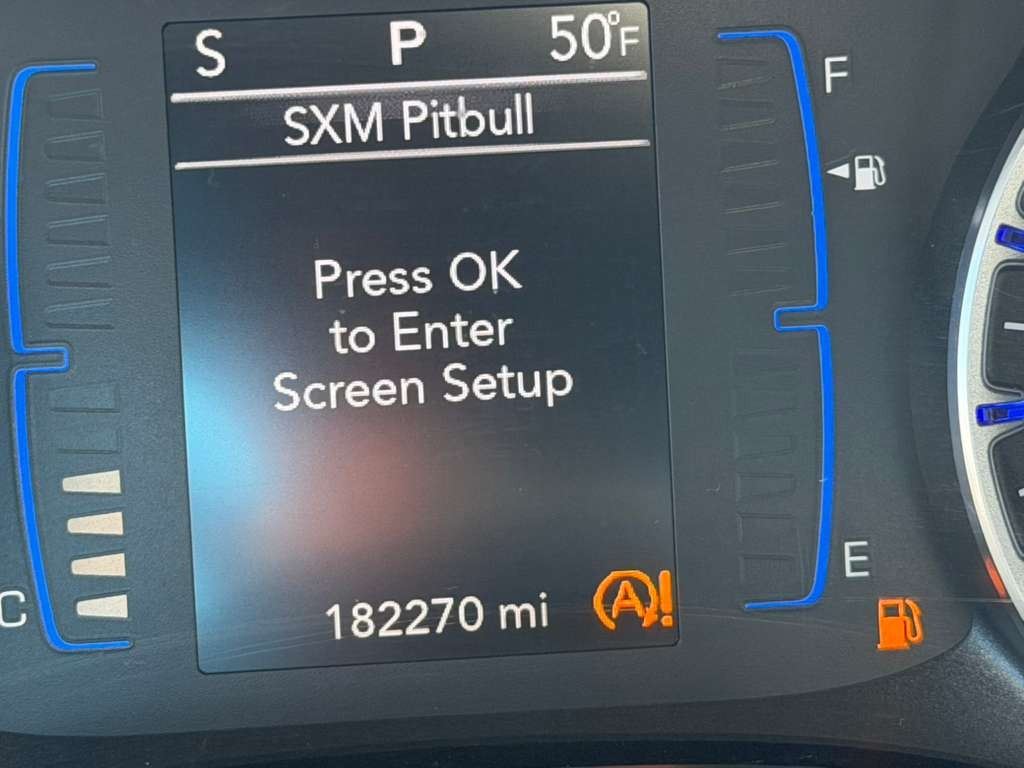 S P 50°F
SXM Pitbull
Press OK
to Enter
Screen Setup
182270 mi
A!
F
E
C